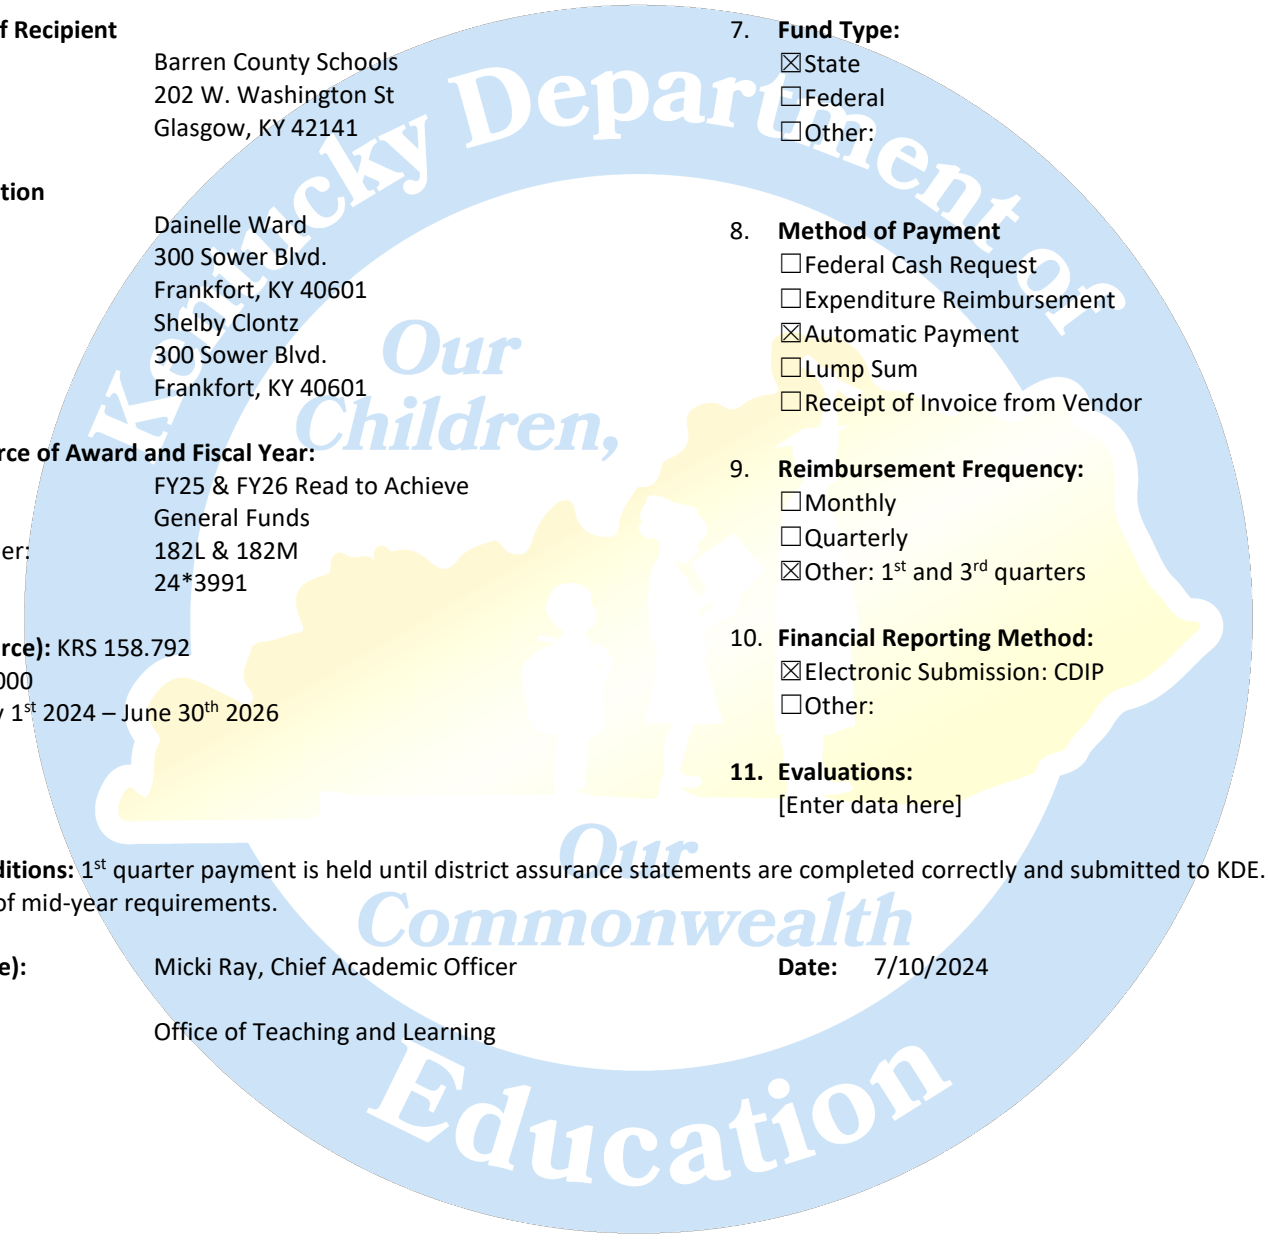 f Recipient
Barren County Schools
202 W. Washington St
Glasgow, KY 42141
tion
Dainelle Ward
300 Sower Blvd.
Frankfort, KY 40601
Shelby Clontz
300 Sower Blvd.
Frankfort, KY 40601
rce of Award and Fiscal Year:
FY25 & FY26 Read to Achieve
General Funds
er: 182L & 182M
24*3991
rce): KRS 158.792
000
y 1st 2024 – June 30th 2026
7. Fund Type:
☒State
☐Federal
☐Other:
8. Method of Payment
☐Federal Cash Request
☐Expenditure Reimbursement
☒Automatic Payment
☐Lump Sum
☐Receipt of Invoice from Vendor
9. Reimbursement Frequency:
☐Monthly
☐Quarterly
☒Other: 1st and 3rd quarters
10. Financial Reporting Method:
☒Electronic Submission: CDIP
☐Other:
11. Evaluations:
[Enter data here]
ditions: 1st quarter payment is held until district assurance statements are completed correctly and submitted to KDE.
of mid-year requirements.
e): Micki Ray, Chief Academic Officer Date: 7/10/2024
Office of Teaching and Learning
Kentucky Department of
Education
Our
Children,
Our
Commonwealth